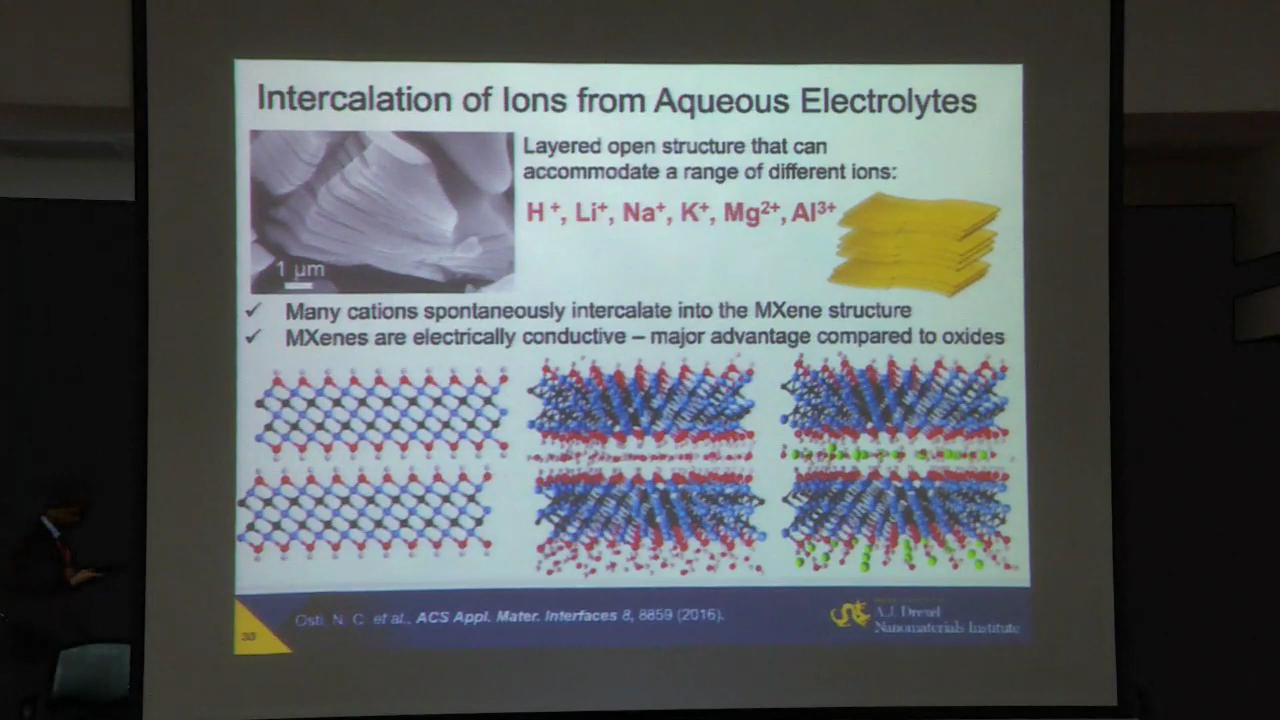 Intercalation of Ions from Aqueous Electrolytes
Layered open structure that can
accommodate a range of different ions:
H⁺, Li⁺, Na⁺, K⁺, Mg²⁺, Al³⁺
1 μm
✓ Many cations spontaneously intercalate into the MXene structure
✓ MXenes are electrically conductive – major advantage compared to oxides
Osti, N. C. et al., ACS Appl. Mater. Interfaces 8, 8859 (2016).
A.J. Drexel
Nanomaterials Institute